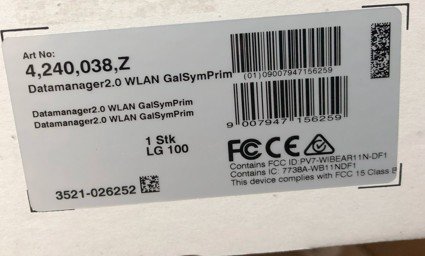 Art No:
4,240,038,Z
Datamanager2.0 WLAN GalSymPrim
(01)09007947156259
Datamanager2.0 WLAN GalSymPrim
Datamanager2.0 WLAN GalSymPrim
9 007947 156259
1 Stk
LG 100
FC CE
Contains FCC ID PV7-WIBEAR11N-DF1
Contains IC: 7738A-WB11NDF1
This device complies with FCC 15 Class B
3521-026252